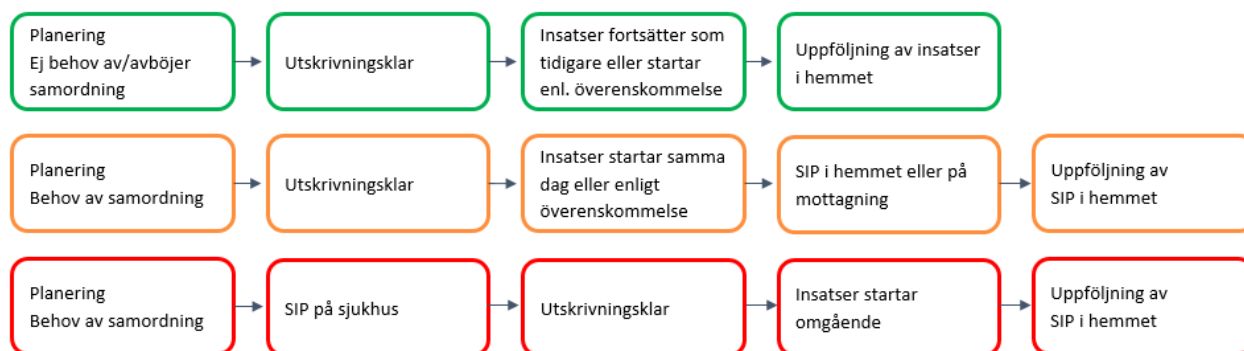 Planering
Ej behov av/avböjer
samordning
Utskrivningsklar
Insatser fortsätter som
tidigare eller startar
enl. överenskommelse
Uppföljning av insatser
i hemmet
Planering
Behov av samordning
Utskrivningsklar
Insatser startar samma
dag eller enligt
överenskommelse
SIP i hemmet eller på
mottagning
Uppföljning av
SIP i hemmet
Planering
Behov av samordning
SIP på sjukhus
Utskrivningsklar
Insatser startar
omgående
Uppföljning av
SIP i hemmet